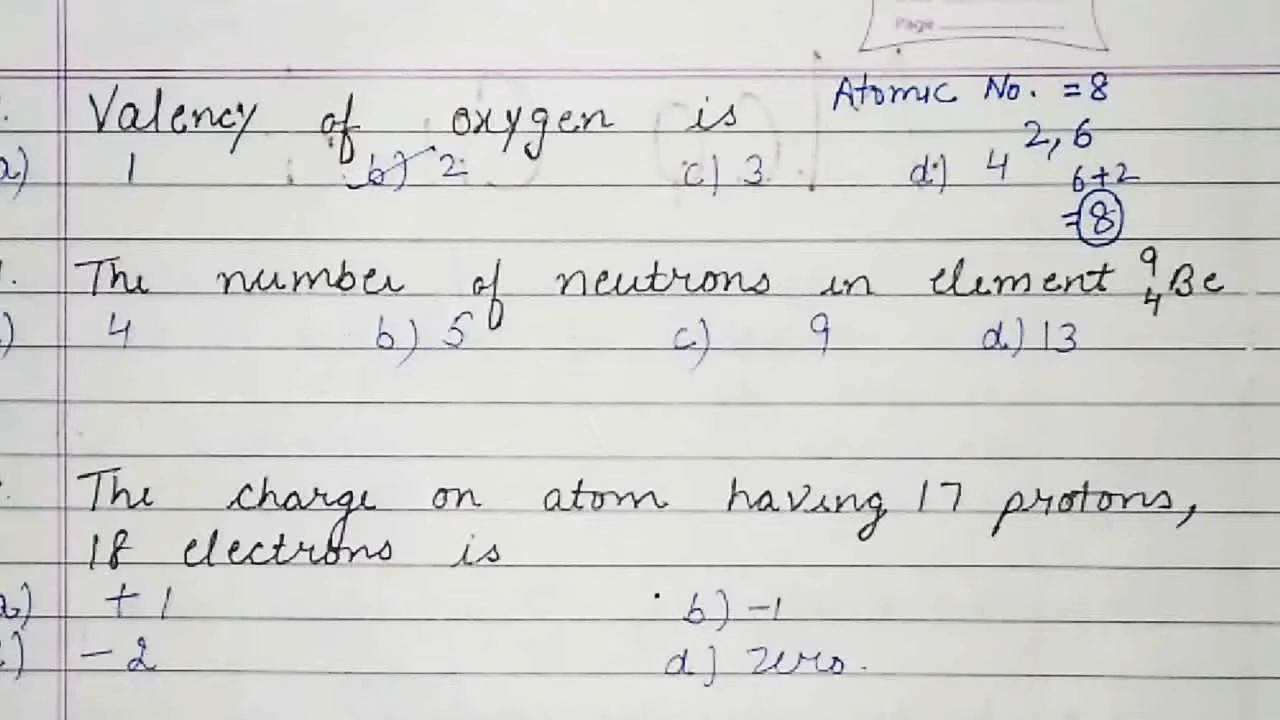 Page
Valency of oxygen is Atomic No. = 8
2, 6
a) 1 b) 2 c) 3 d) 4 6+2
= 8
The number of neutrons in element ⁹₄Be
) 4 b) 5 c) 9 d.) 13
The charge on atom having 17 protons,
18 electrons is
a) + 1 b) -1
) - 2 d) zero.